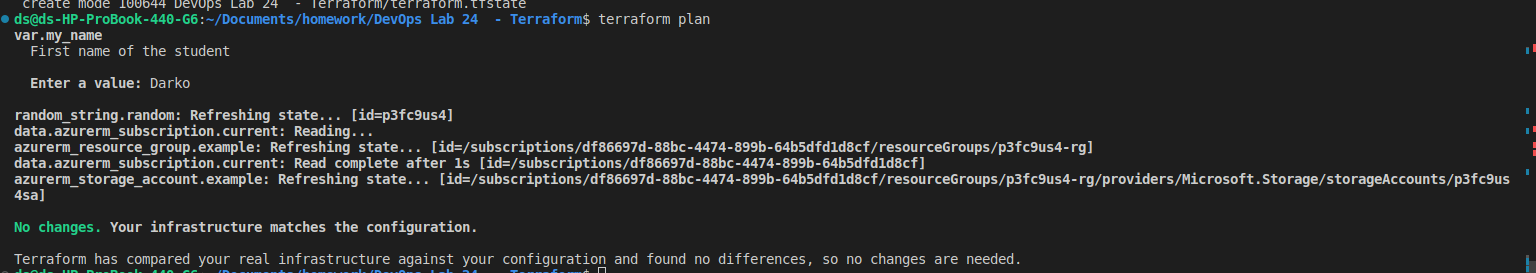 create mode 100644 DevOps Lab 24  - Terraform/terraform.tfstate
ds@ds-HP-ProBook-440-G6:~/Documents/homework/DevOps Lab 24  - Terraform$ terraform plan
var.my_name
  First name of the student
  Enter a value: Darko
random_string.random: Refreshing state... [id=p3fc9us4]
data.azurerm_subscription.current: Reading...
azurerm_resource_group.example: Refreshing state... [id=/subscriptions/df86697d-88bc-4474-899b-64b5dfd1d8cf/resourceGroups/p3fc9us4-rg]
data.azurerm_subscription.current: Read complete after 1s [id=/subscriptions/df86697d-88bc-4474-899b-64b5dfd1d8cf]
azurerm_storage_account.example: Refreshing state... [id=/subscriptions/df86697d-88bc-4474-899b-64b5dfd1d8cf/resourceGroups/p3fc9us4-rg/providers/Microsoft.Storage/storageAccounts/p3fc9us
4sa]
No changes. Your infrastructure matches the configuration.
Terraform has compared your real infrastructure against your configuration and found no differences, so no changes are needed.
ds@ds-HP-ProBook-440-G6:~/Documents/homework/DevOps Lab 24  - Terraform$